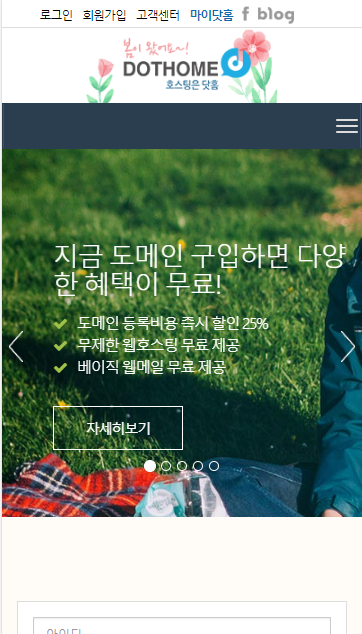 로그인 회원가입 고객센터 마이닷홈 f blog
봄이 왔어요~!
DOTHOME d
호스팅은 닷홈
지금 도메인 구입하면 다양
한 혜택이 무료!
도메인 등록비용 즉시 할인 25%
무제한 웹호스팅 무료 제공
베이직 웹메일 무료 제공
자세히보기
아이디